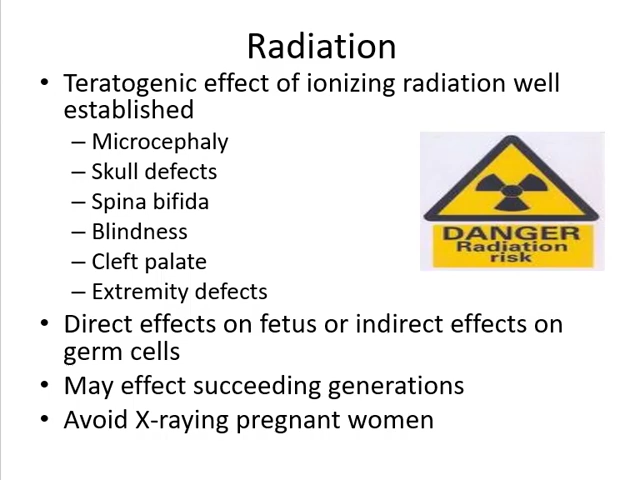 Radiation
• Teratogenic effect of ionizing radiation well
established
– Microcephaly
– Skull defects
– Spina bifida
– Blindness
– Cleft palate
– Extremity defects
DANGER
Radiation
risk
• Direct effects on fetus or indirect effects on
germ cells
• May effect succeeding generations
• Avoid X-raying pregnant women